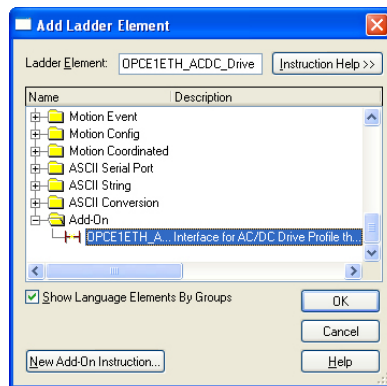 Add Ladder Element
Ladder Element: OPCE1ETH_ACDC_Drive Instruction Help >>
Name Description
Motion Event
Motion Config
Motion Coordinated
ASCII Serial Port
ASCII String
ASCII Conversion
Add-On
OPCE1ETH_A... Interface for AC/DC Drive Profile th...
Show Language Elements By Groups
OK
Cancel
New Add-On Instruction... Help